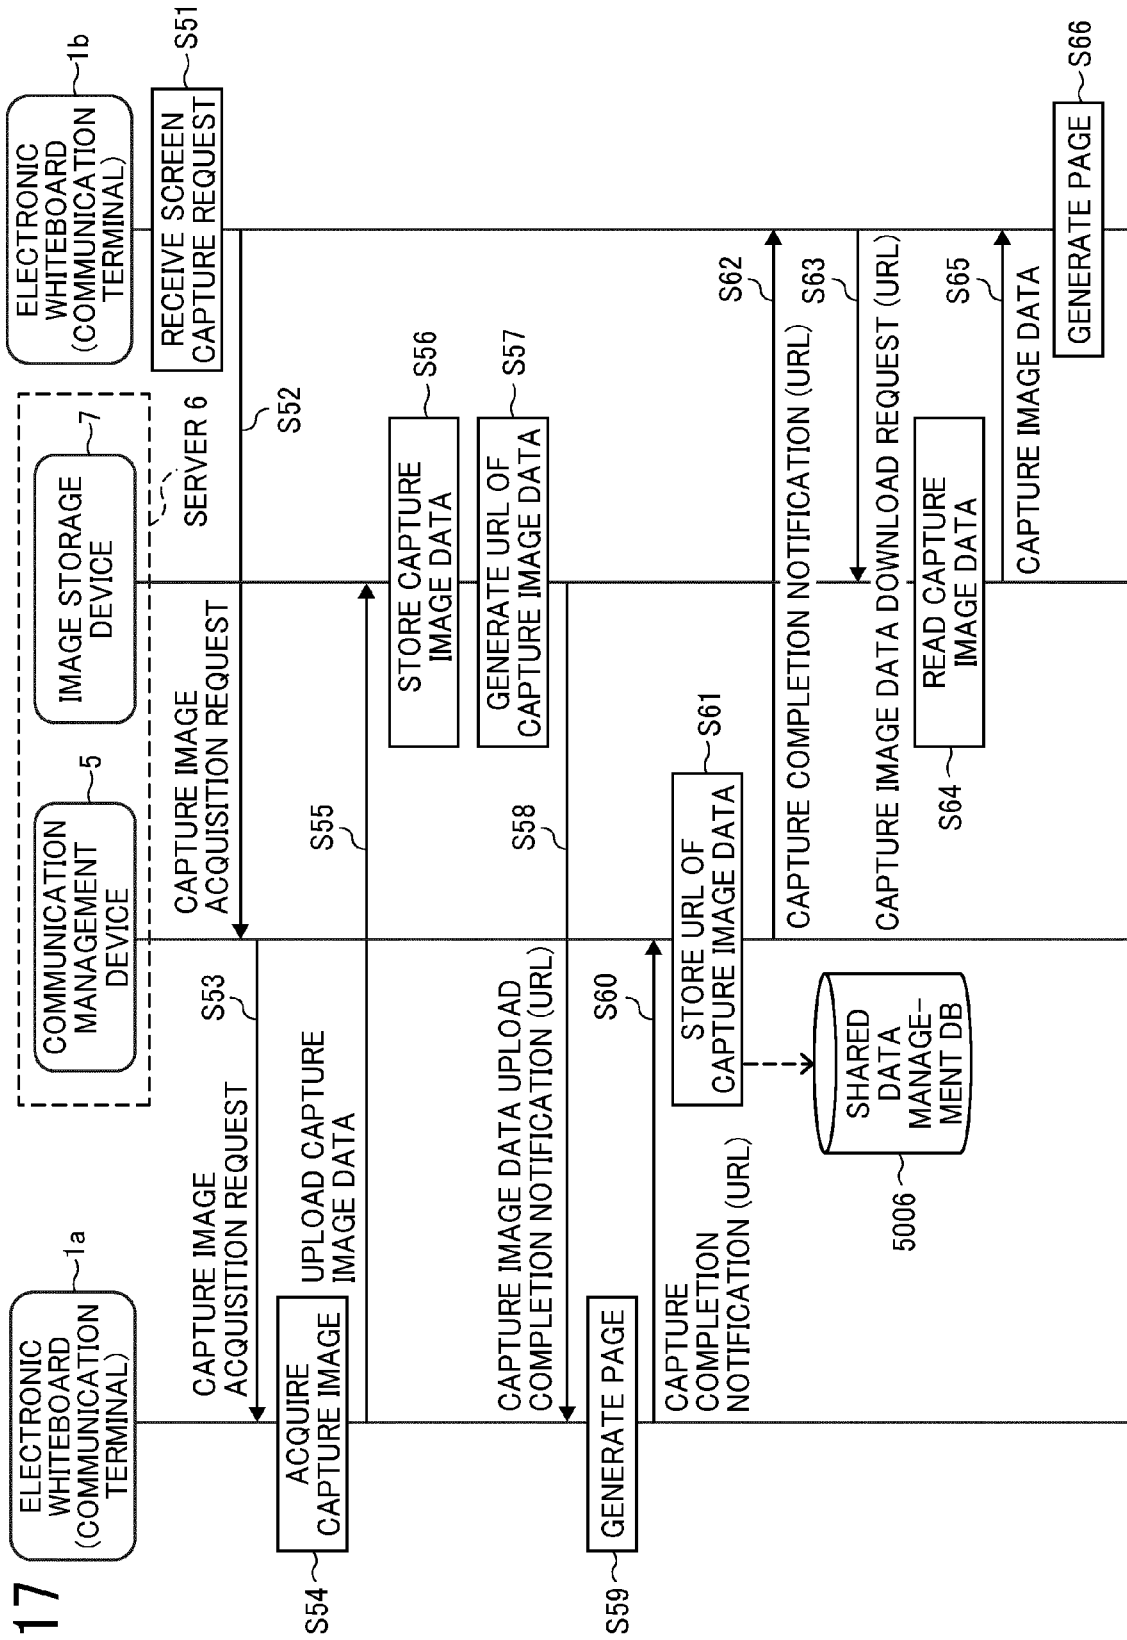 17
ELECTRONIC
WHITEBOARD
(COMMUNICATION
TERMINAL)
1a
COMMUNICATION
MANAGEMENT
DEVICE
5
IMAGE STORAGE
DEVICE
7
SERVER 6
ELECTRONIC
WHITEBOARD
(COMMUNICATION
TERMINAL)
1b
RECEIVE SCREEN
CAPTURE REQUEST
S51
CAPTURE IMAGE
ACQUISITION REQUEST
S52
CAPTURE IMAGE
ACQUISITION REQUEST
S53
S54
ACQUIRE
CAPTURE IMAGE
UPLOAD CAPTURE
IMAGE DATA
S55
STORE CAPTURE
IMAGE DATA
S56
GENERATE URL OF
CAPTURE IMAGE DATA
S57
CAPTURE IMAGE DATA UPLOAD
COMPLETION NOTIFICATION (URL)
S58
S59
GENERATE PAGE
CAPTURE
COMPLETION
NOTIFICATION (URL)
S60
STORE URL OF
CAPTURE IMAGE DATA
S61
SHARED
DATA
MANAGE-
MENT DB
5006
CAPTURE COMPLETION NOTIFICATION (URL)
S62
S63
CAPTURE IMAGE DATA DOWNLOAD REQUEST (URL)
S64
READ CAPTURE
IMAGE DATA
S65
CAPTURE IMAGE DATA
GENERATE PAGE
S66